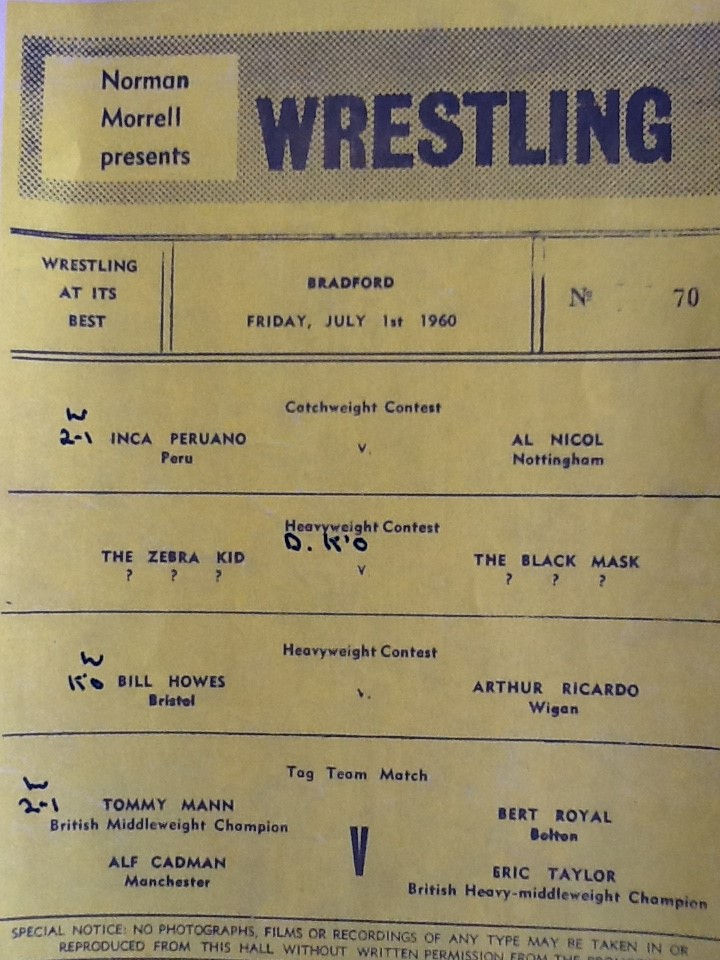 Norman
Morrell
presents
WRESTLING
WRESTLING
AT ITS
BEST
BRADFORD
FRIDAY, JULY 1st 1960
Nº 70
Catchweight Contest
W
2-1 INCA PERUANO v. AL NICOL
Peru Nottingham
Heavyweight Contest
D. K'O
THE ZEBRA KID v THE BLACK MASK
? ? ? ? ? ?
Heavyweight Contest
W
K'O BILL HOWES v. ARTHUR RICARDO
Bristol Wigan
Tag Team Match
W
2-1 TOMMY MANN BERT ROYAL
British Middleweight Champion Bolton
V
ALF CADMAN ERIC TAYLOR
Manchester British Heavy-middleweight Champion
SPECIAL NOTICE: NO PHOTOGRAPHS, FILMS OR RECORDINGS OF ANY TYPE MAY BE TAKEN IN OR
REPRODUCED FROM THIS HALL WITHOUT WRITTEN PERMISSION FROM THE